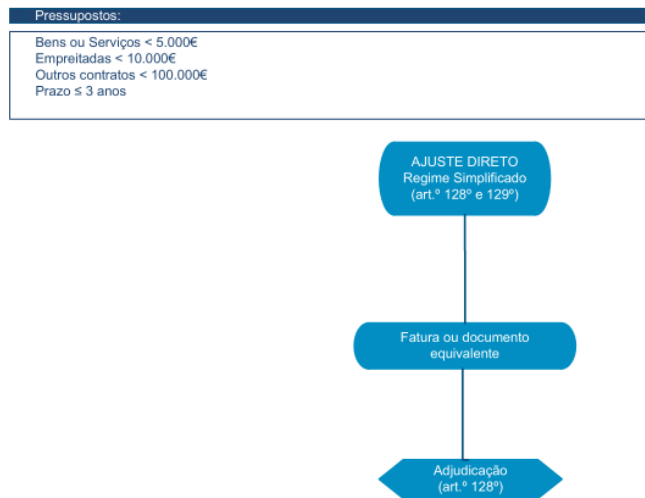 Pressupostos:
Bens ou Serviços < 5.000€
Empreitadas < 10.000€
Outros contratos < 100.000€
Prazo ≤ 3 anos
AJUSTE DIRETO
Regime Simplificado
(art.º 128º e 129º)
Fatura ou documento
equivalente
Adjudicação
(art.º 128º)